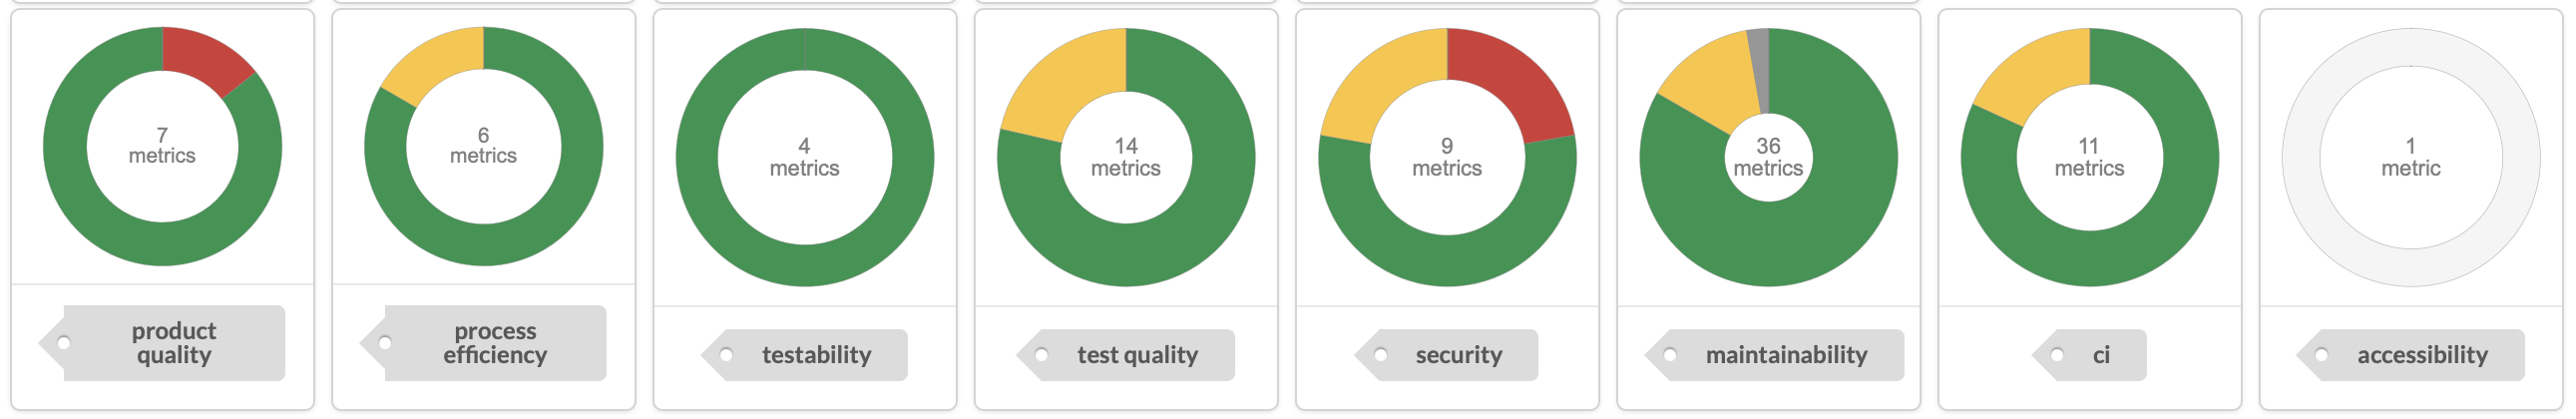 7
metrics
product
quality
6
metrics
process
efficiency
4
metrics
testability
14
metrics
test quality
9
metrics
security
36
metrics
maintainability
11
metrics
ci
1
metric
accessibility